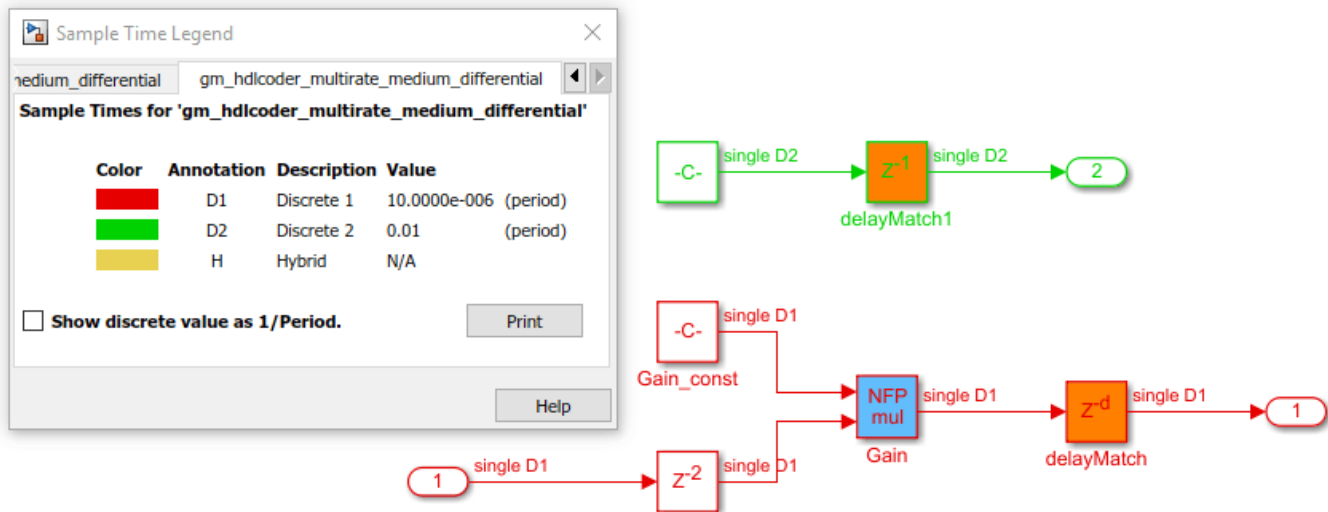 Sample Time Legend
nedium_differential gm_hdlcoder_multirate_medium_differential
Sample Times for 'gm_hdlcoder_multirate_medium_differential'
Color Annotation Description Value
D1 Discrete 1 10.0000e-006 (period)
D2 Discrete 2 0.01 (period)
H Hybrid N/A
Show discrete value as 1/Period.
Print
Help
-C-
single D2
Z-1
single D2
2
delayMatch1
-C-
single D1
Gain_const
NFP
mul
single D1
Gain
Z-d
single D1
1
delayMatch
1
single D1
Z-2
single D1